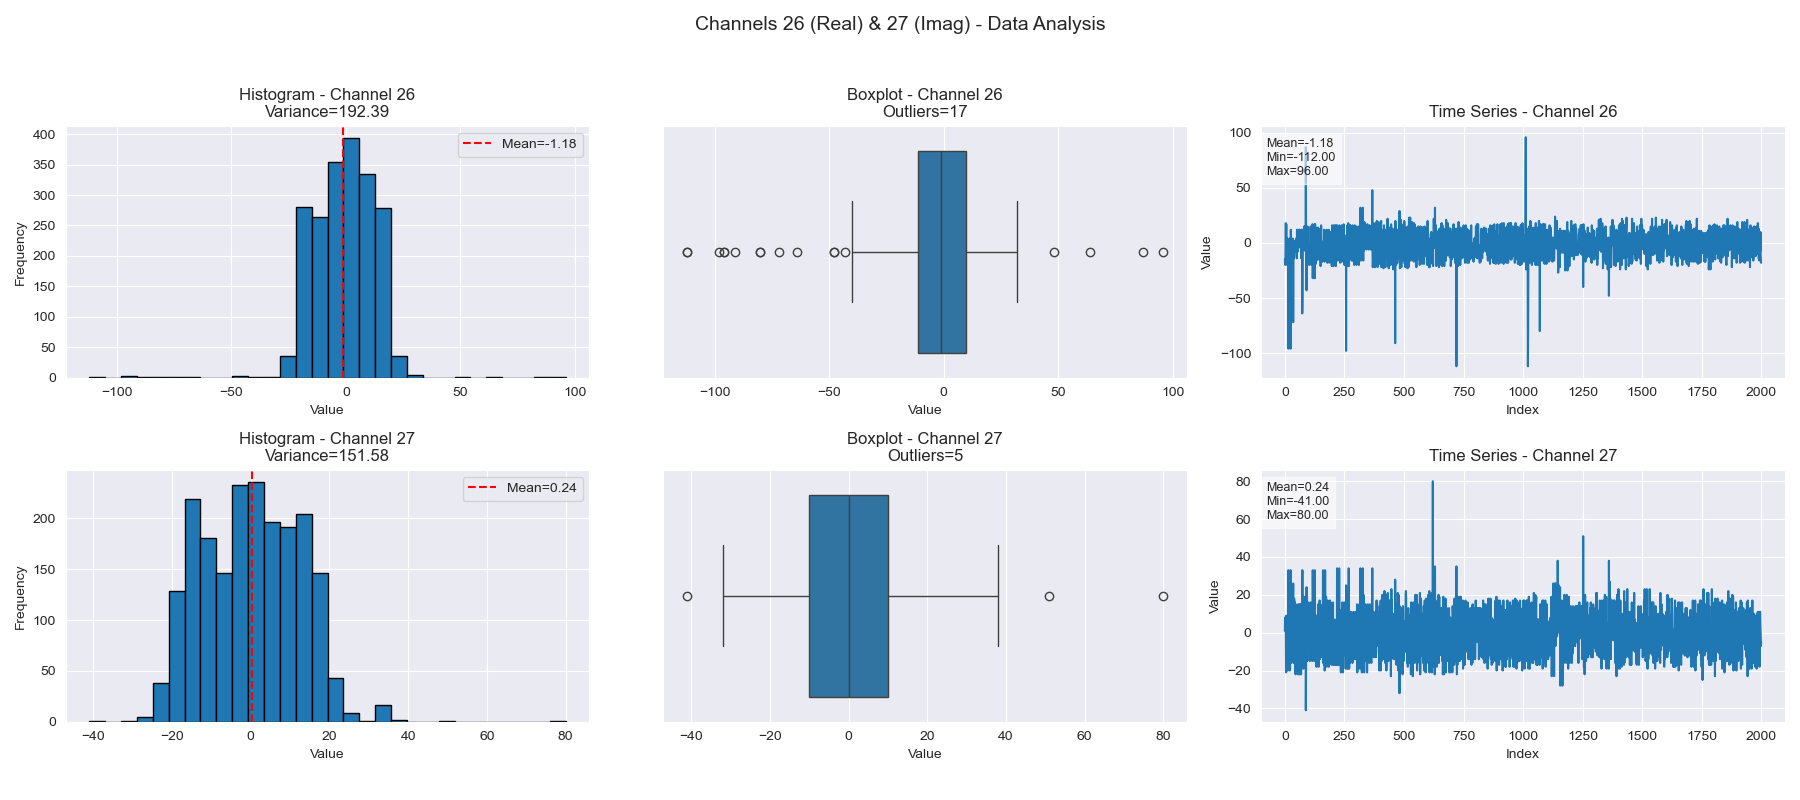 Channels 26 (Real) & 27 (Imag) - Data Analysis
Histogram - Channel 26
Variance=192.39
Mean=-1.18
Frequency
400
350
300
250
200
150
100
50
0
−100
−50
0
50
100
Value
Boxplot - Channel 26
Outliers=17
−100
−50
0
50
100
Value
Time Series - Channel 26
Mean=-1.18
Min=-112.00
Max=96.00
Value
100
50
0
−50
−100
0
250
500
750
1000
1250
1500
1750
2000
Index
Histogram - Channel 27
Variance=151.58
Mean=0.24
Frequency
200
150
100
50
0
−40
−20
0
20
40
60
80
Value
Boxplot - Channel 27
Outliers=5
−40
−20
0
20
40
60
80
Value
Time Series - Channel 27
Mean=0.24
Min=-41.00
Max=80.00
Value
80
60
40
20
0
−20
−40
0
250
500
750
1000
1250
1500
1750
2000
Index